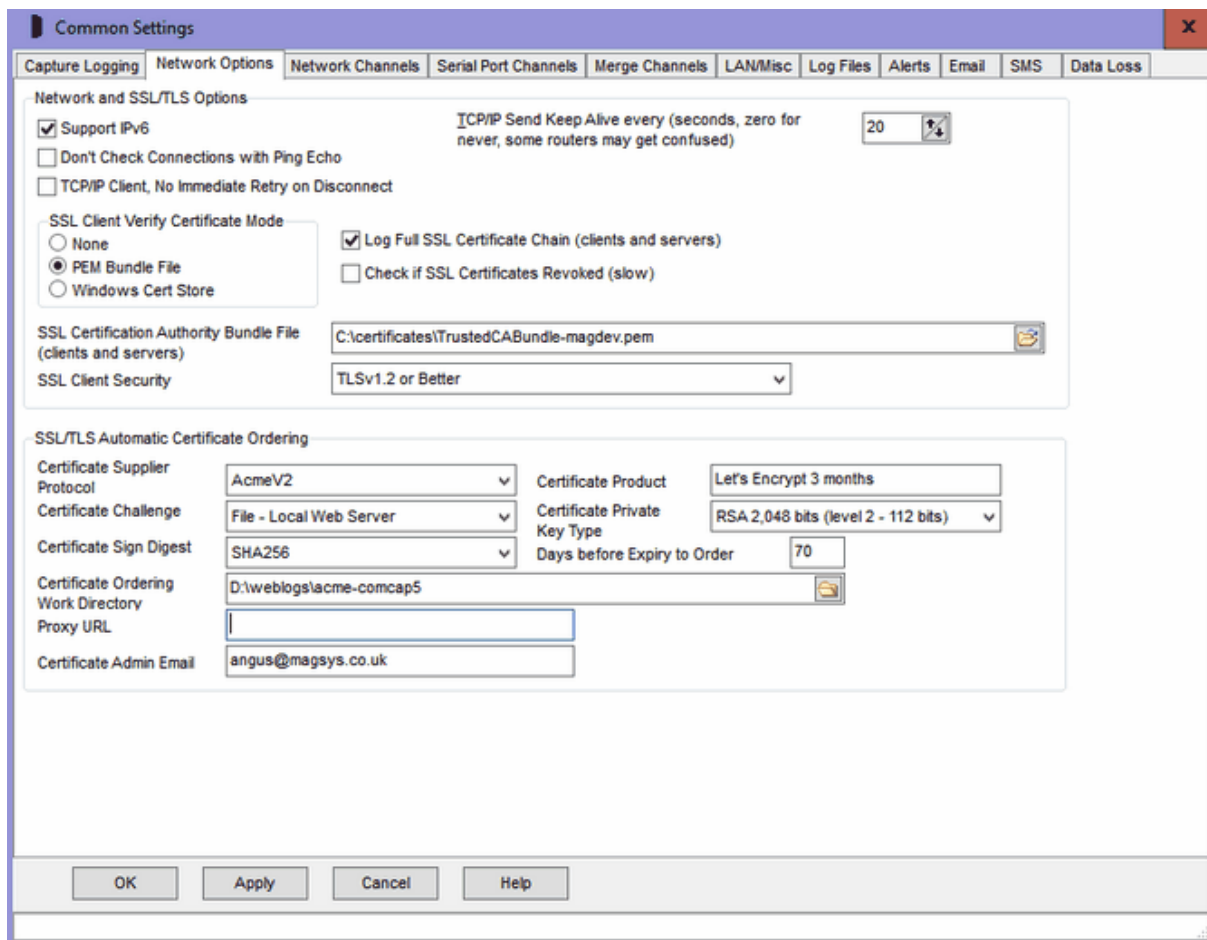 Common Settings
x
Capture Logging Network Options Network Channels Serial Port Channels Merge Channels LAN/Misc Log Files Alerts Email SMS Data Loss
Network and SSL/TLS Options
Support IPv6
TCP/IP Send Keep Alive every (seconds, zero for
never, some routers may get confused)
20
Don't Check Connections with Ping Echo
TCP/IP Client, No Immediate Retry on Disconnect
SSL Client Verify Certificate Mode
None
PEM Bundle File
Windows Cert Store
Log Full SSL Certificate Chain (clients and servers)
Check if SSL Certificates Revoked (slow)
SSL Certification Authority Bundle File
(clients and servers)
C:\certificates\TrustedCABundle-magdev.pem
SSL Client Security
TLSv1.2 or Better
SSL/TLS Automatic Certificate Ordering
Certificate Supplier
Protocol
AcmeV2
Certificate Product
Let's Encrypt 3 months
Certificate Challenge
File - Local Web Server
Certificate Private
Key Type
RSA 2,048 bits (level 2 - 112 bits)
Certificate Sign Digest
SHA256
Days before Expiry to Order
70
Certificate Ordering
Work Directory
D:\weblogs\acme-comcap5
Proxy URL
Certificate Admin Email
angus@magsys.co.uk
OK
Apply
Cancel
Help